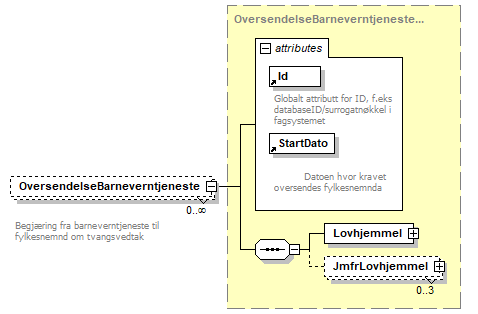 OversendelseBarneverntjeneste...
attributes
Id
Globalt attributt for ID, f.eks
databaseID/surrogatnøkkel i
fagsystemet
StartDato
Datoen hvor kravet
oversendes fylkesnemnda
OversendelseBarneverntjeneste
0..∞
Begjæring fra barneverntjeneste til
fylkesnemnd om tvangsvedtak
Lovhjemmel
JmfrLovhjemmel
0..3